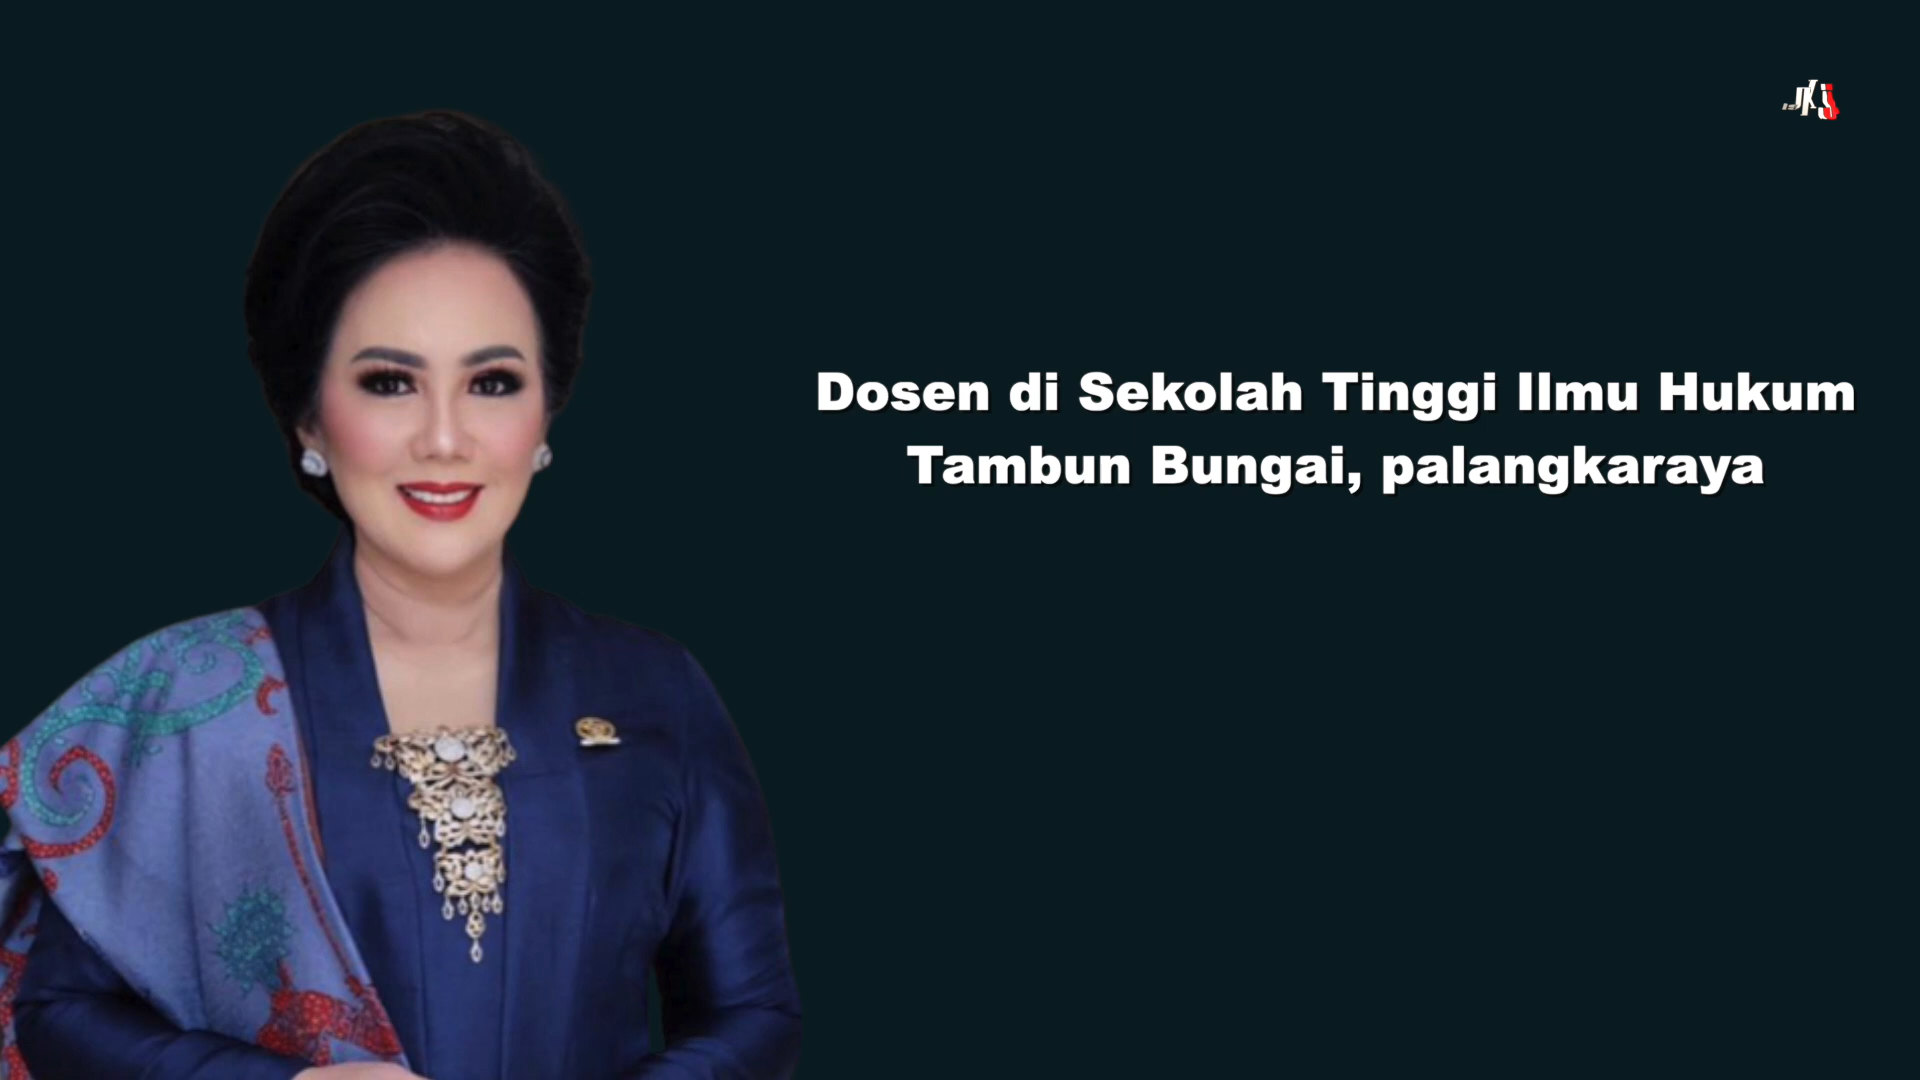 Dosen di Sekolah Tinggi Ilmu Hukum
Tambun Bungai, palangkaraya